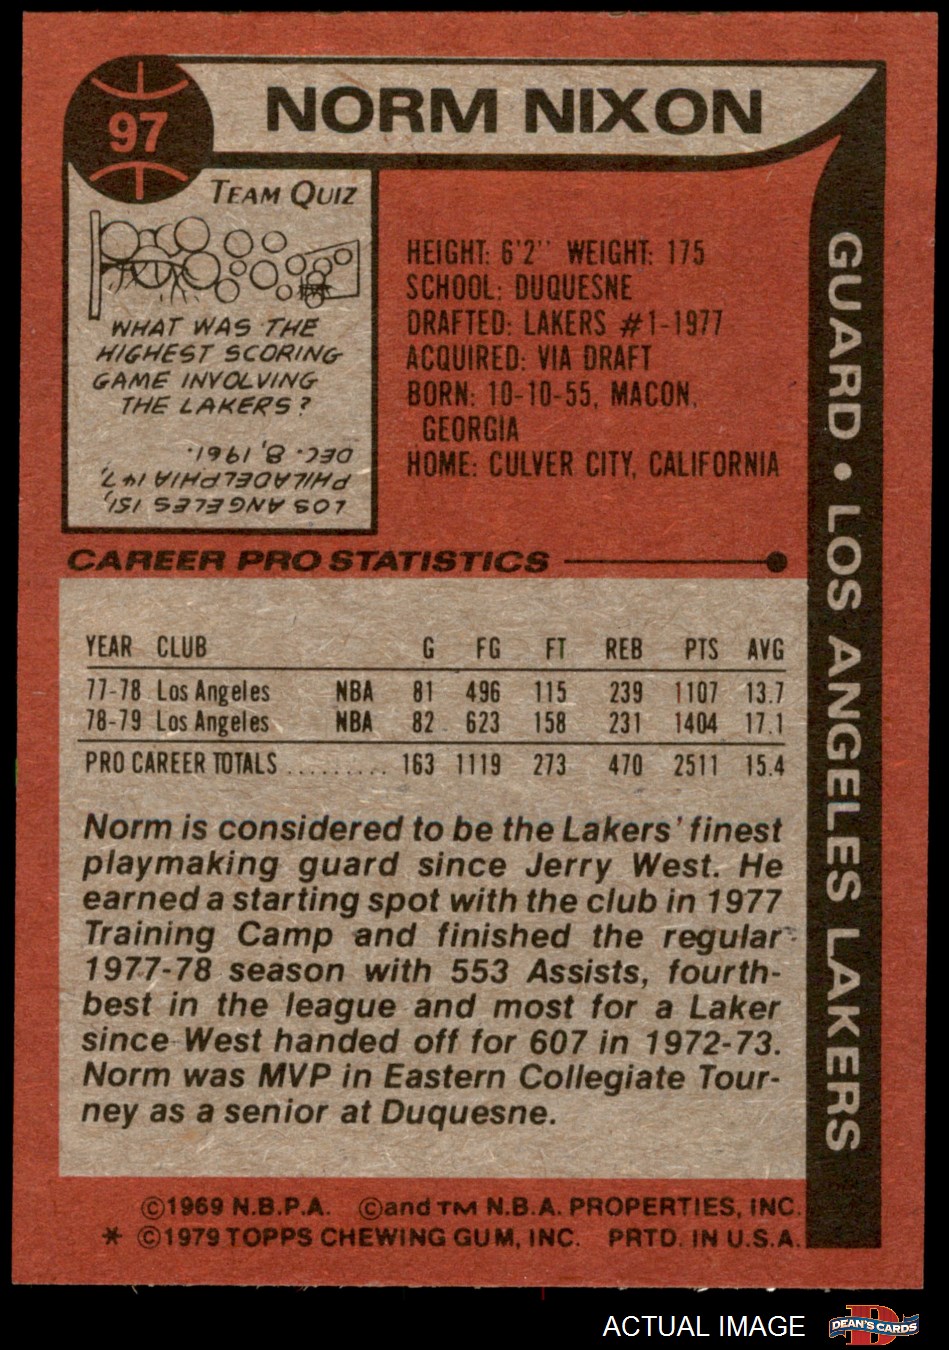 97
NORM NIXON
TEAM QUIZ
WHAT WAS THE
HIGHEST SCORING
GAME INVOLVING
THE LAKERS?
LOS ANGELES 151,
PHILADELPHIA 147,
DEC. 8, 1961.
HEIGHT: 6'2" WEIGHT: 175
SCHOOL: DUQUESNE
DRAFTED: LAKERS #1-1977
ACQUIRED: VIA DRAFT
BORN: 10-10-55, MACON,
GEORGIA
HOME: CULVER CITY, CALIFORNIA
GUARD • LOS ANGELES LAKERS
CAREER PRO STATISTICS
YEAR CLUB G FG FT REB PTS AVG
77-78 Los Angeles NBA 81 496 115 239 1107 13.7
78-79 Los Angeles NBA 82 623 158 231 1404 17.1
PRO CAREER TOTALS ......... 163 1119 273 470 2511 15.4
Norm is considered to be the Lakers' finest
playmaking guard since Jerry West. He
earned a starting spot with the club in 1977
Training Camp and finished the regular
1977-78 season with 553 Assists, fourth-
best in the league and most for a Laker
since West handed off for 607 in 1972-73.
Norm was MVP in Eastern Collegiate Tour-
ney as a senior at Duquesne.
©1969 N.B.P.A. ©and TM N.B.A. PROPERTIES, INC.
* ©1979 TOPPS CHEWING GUM, INC. PRTD. IN U.S.A.
ACTUAL IMAGE
D
DEAN'S CARDS